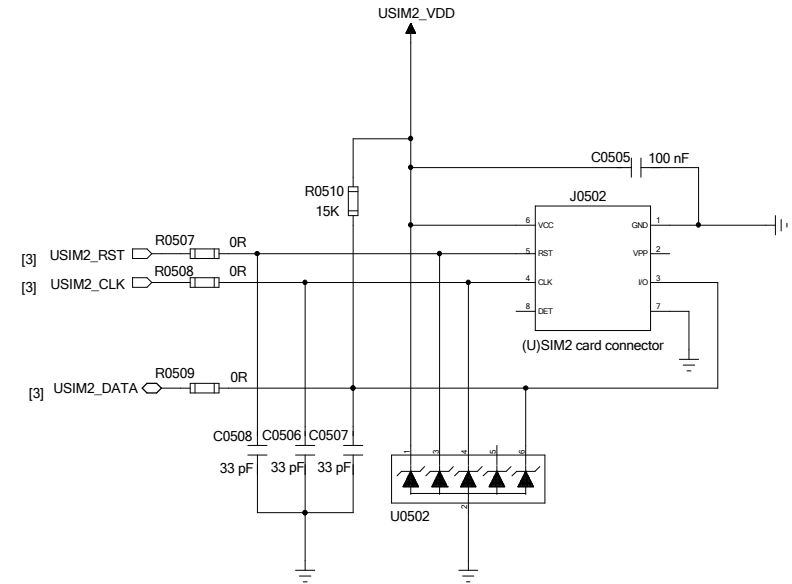 USIM2_VDD
C0505 100 nF
R0510
15K
J0502
6 VCC GND 1
R0507 0R
[3] USIM2_RST 5 RST VPP 2
R0508 0R
[3] USIM2_CLK 4 CLK I/O 3
8 DET 7
(U)SIM2 card connector
R0509 0R
[3] USIM2_DATA
C0508 C0506 C0507
33 pF 33 pF 33 pF
1 3 4 5 6
2
U0502